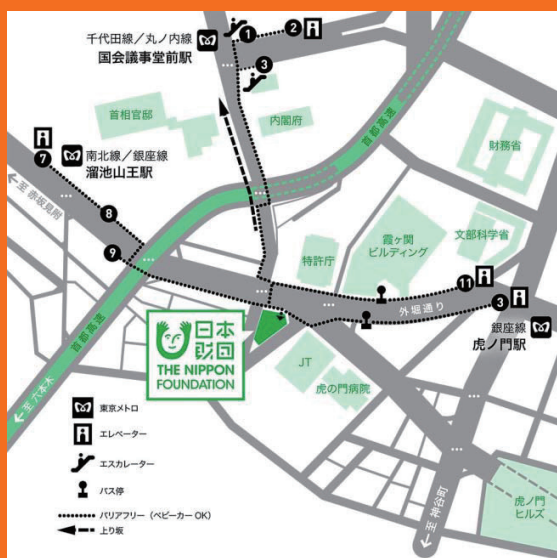 千代田線／丸ノ内線
国会議事堂前駅
1
2
3
首相官邸
内閣府
首都高速
財務省
7
南北線／銀座線
溜池山王駅
←至 赤坂見附
8
9
特許庁
霞ヶ関
ビルディング
文部科学省
11
3
外堀通り
銀座線
虎ノ門駅
首都高速
←至 六本木
日本
財団
THE NIPPON
FOUNDATION
JT
虎の門病院
東京メトロ
エレベーター
エスカレーター
バス停
バリアフリー（ベビーカーOK）
上り坂
←至 神谷町
虎ノ門
ヒルズ